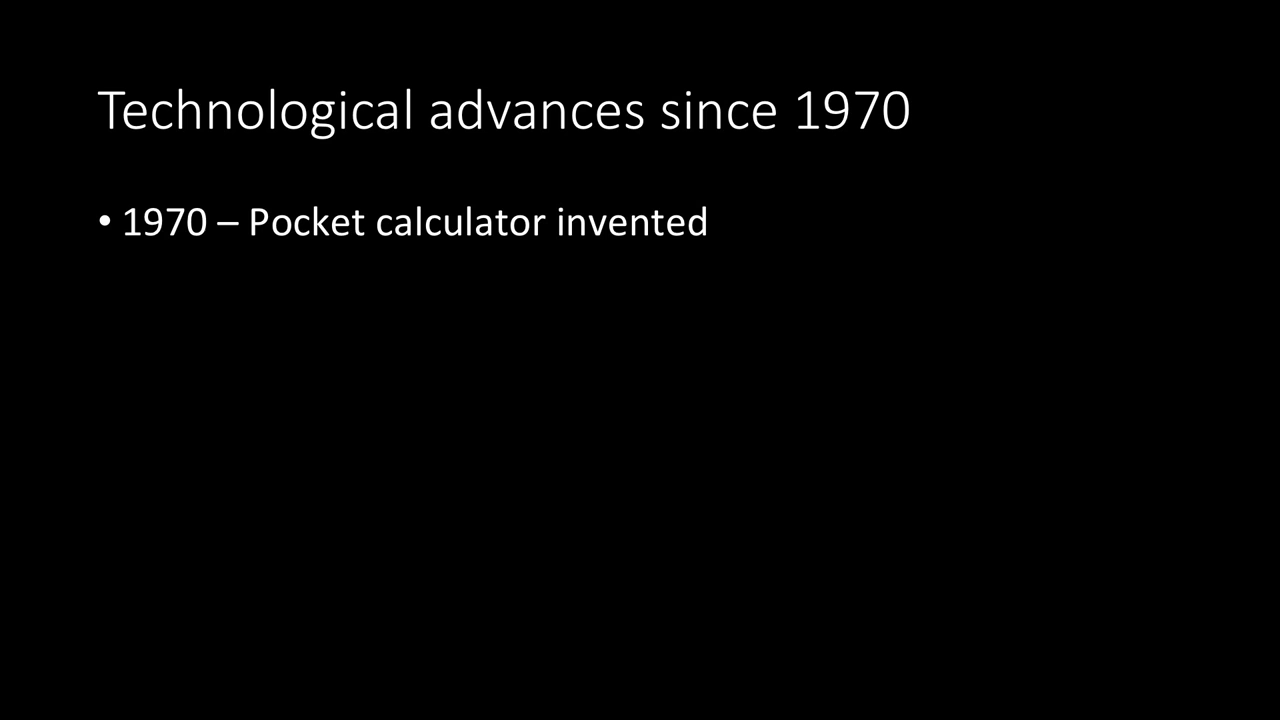 Technological advances since 1970
• 1970 – Pocket calculator invented